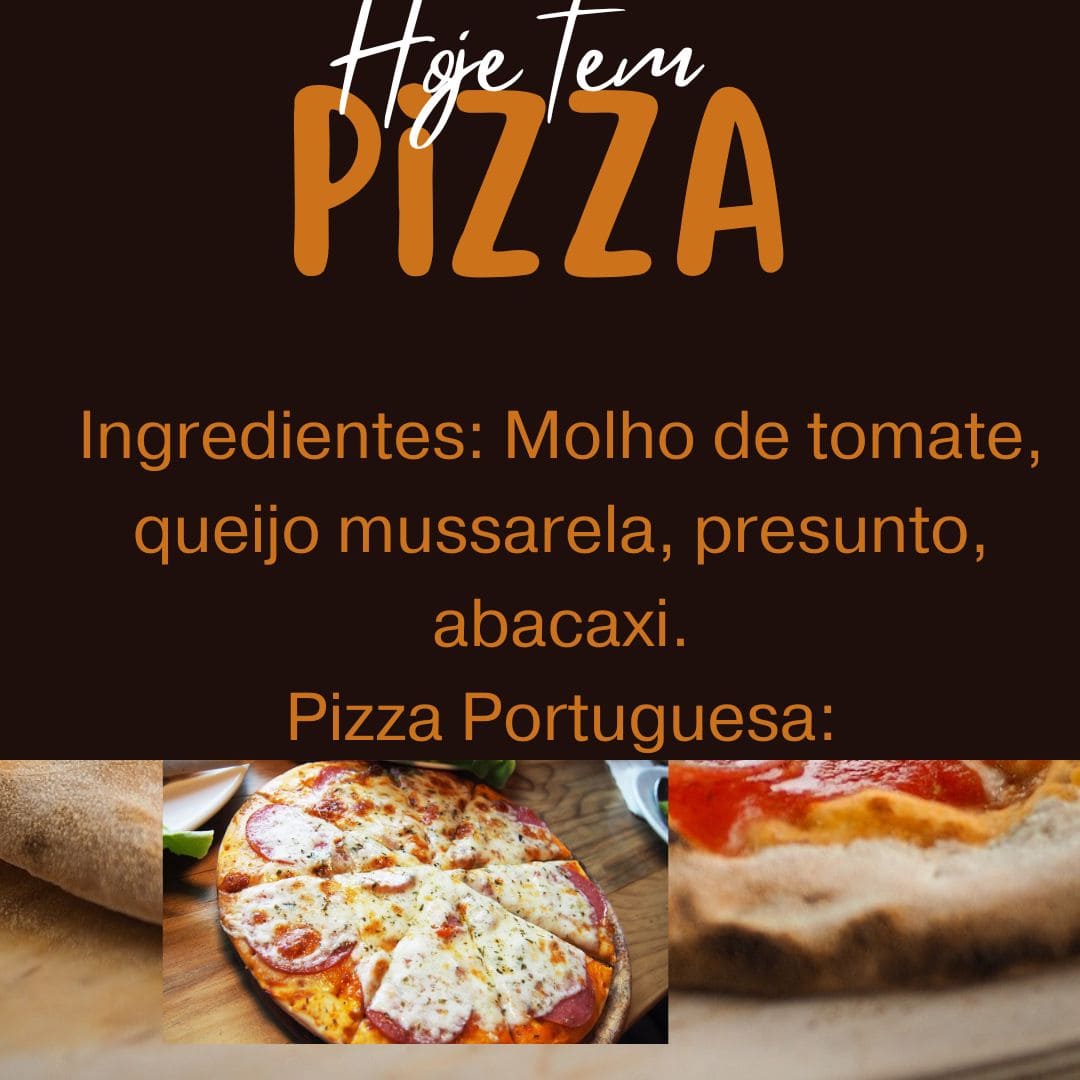 Hoje tem
PiZZA
Ingredientes: Molho de tomate,
queijo mussarela, presunto,
abacaxi.
Pizza Portuguesa: